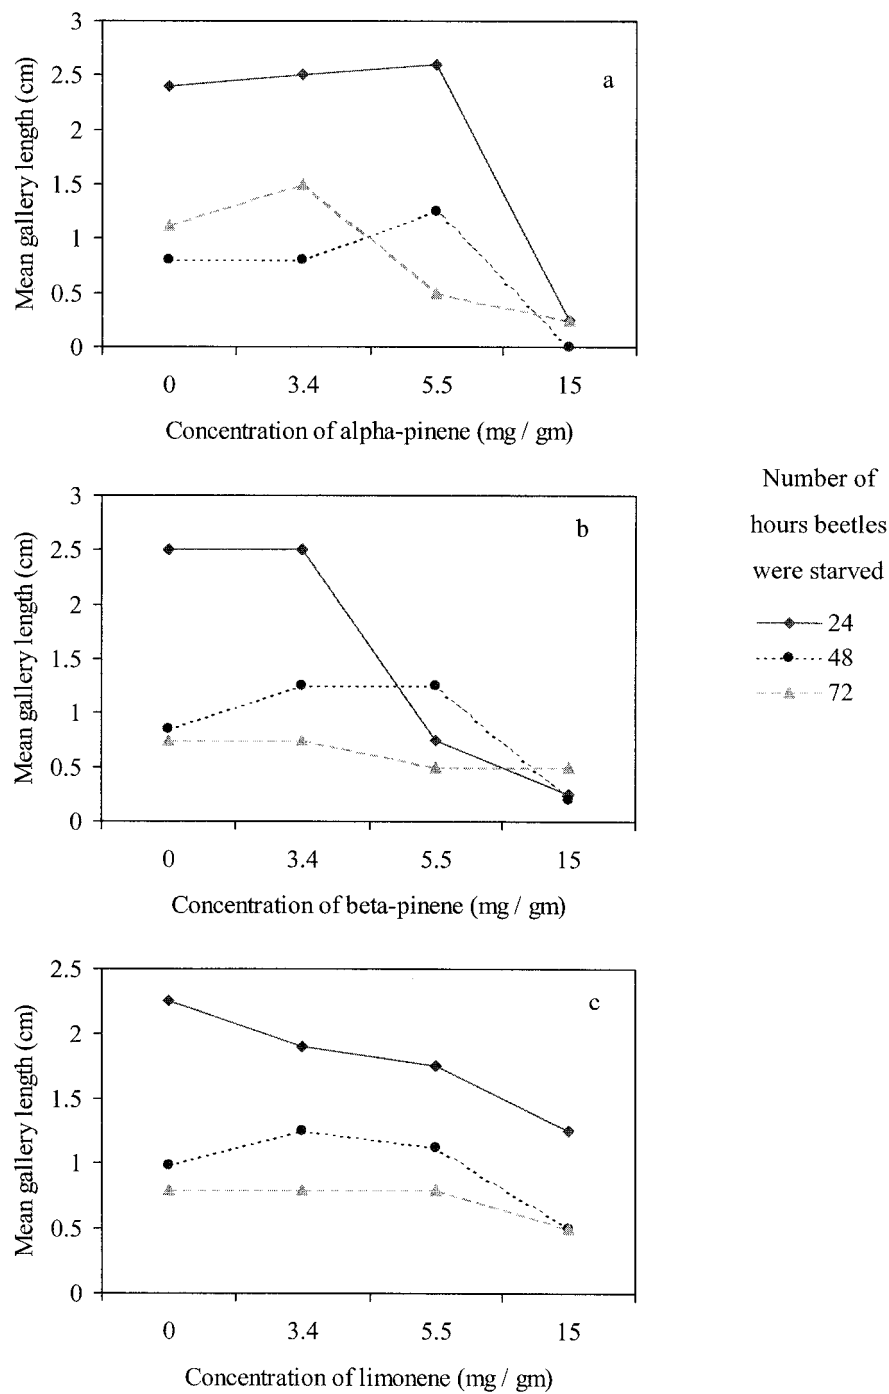 3
2.5
2
1.5
1
0.5
0
Mean gallery length (cm)
a
0 3.4 5.5 15
Concentration of alpha-pinene (mg / gm)
3
2.5
2
1.5
1
0.5
0
Mean gallery length (cm)
b
0 3.4 5.5 15
Concentration of beta-pinene (mg / gm)
Number of
hours beetles
were starved
24
48
72
2.5
2
1.5
1
0.5
0
Mean gallery length (cm)
c
0 3.4 5.5 15
Concentration of limonene (mg / gm)